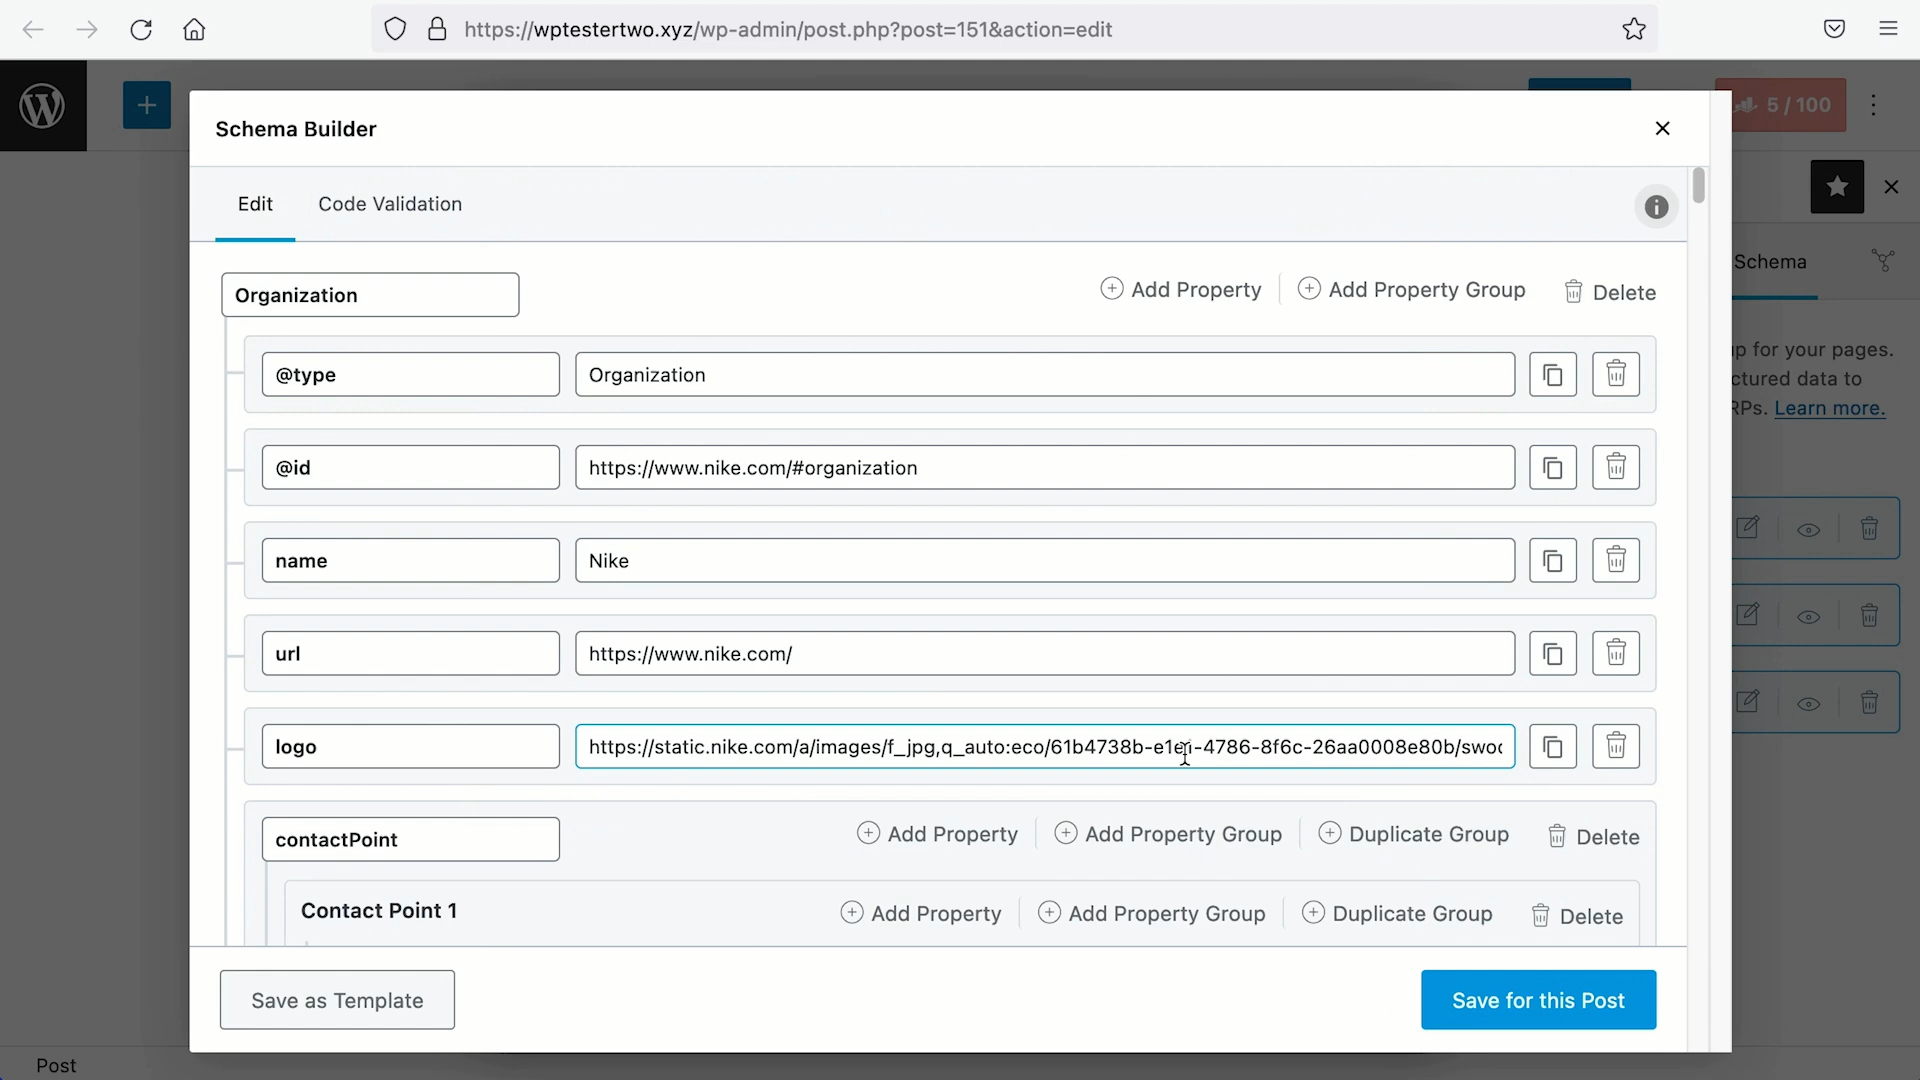 https://wptestertwo.xyz/wp-admin/post.php?post=151&action=edit
5 / 100
Schema Builder
Edit
Code Validation
Schema
Organization
Add Property
Add Property Group
Delete
up for your pages.
@type
Organization
ctured data to
RPs. Learn more.
@id
https://www.nike.com/#organization
name
Nike
url
https://www.nike.com/
logo
https://static.nike.com/a/images/f_jpg,q_auto:eco/61b4738b-e1ea-4786-8f6c-26aa0008e80b/swoo
contactPoint
Add Property
Add Property Group
Duplicate Group
Delete
Contact Point 1
Add Property
Add Property Group
Duplicate Group
Delete
Save as Template
Save for this Post
Post